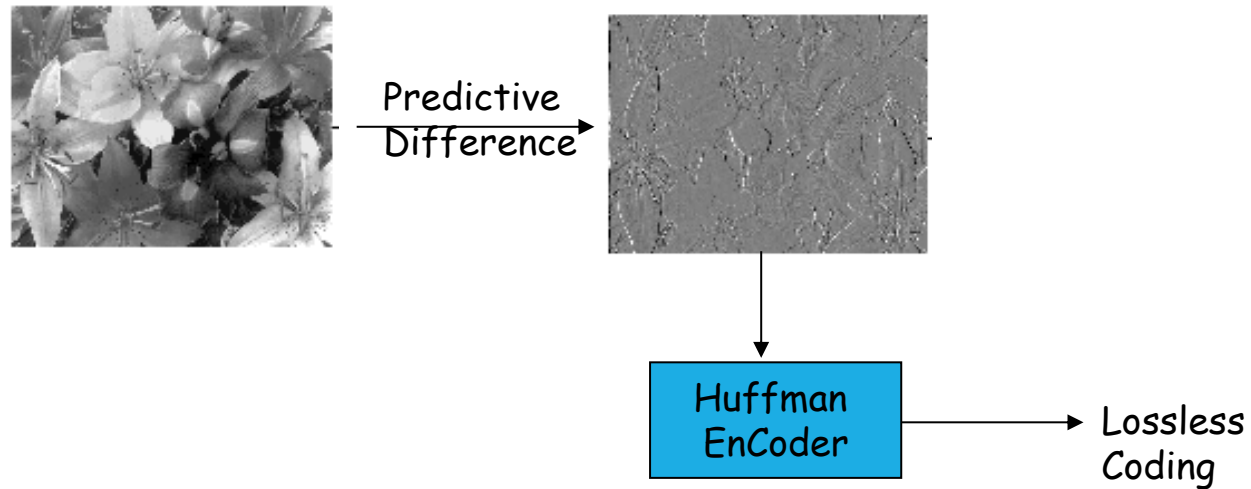 Predictive
Difference
Huffman
EnCoder
Lossless
Coding